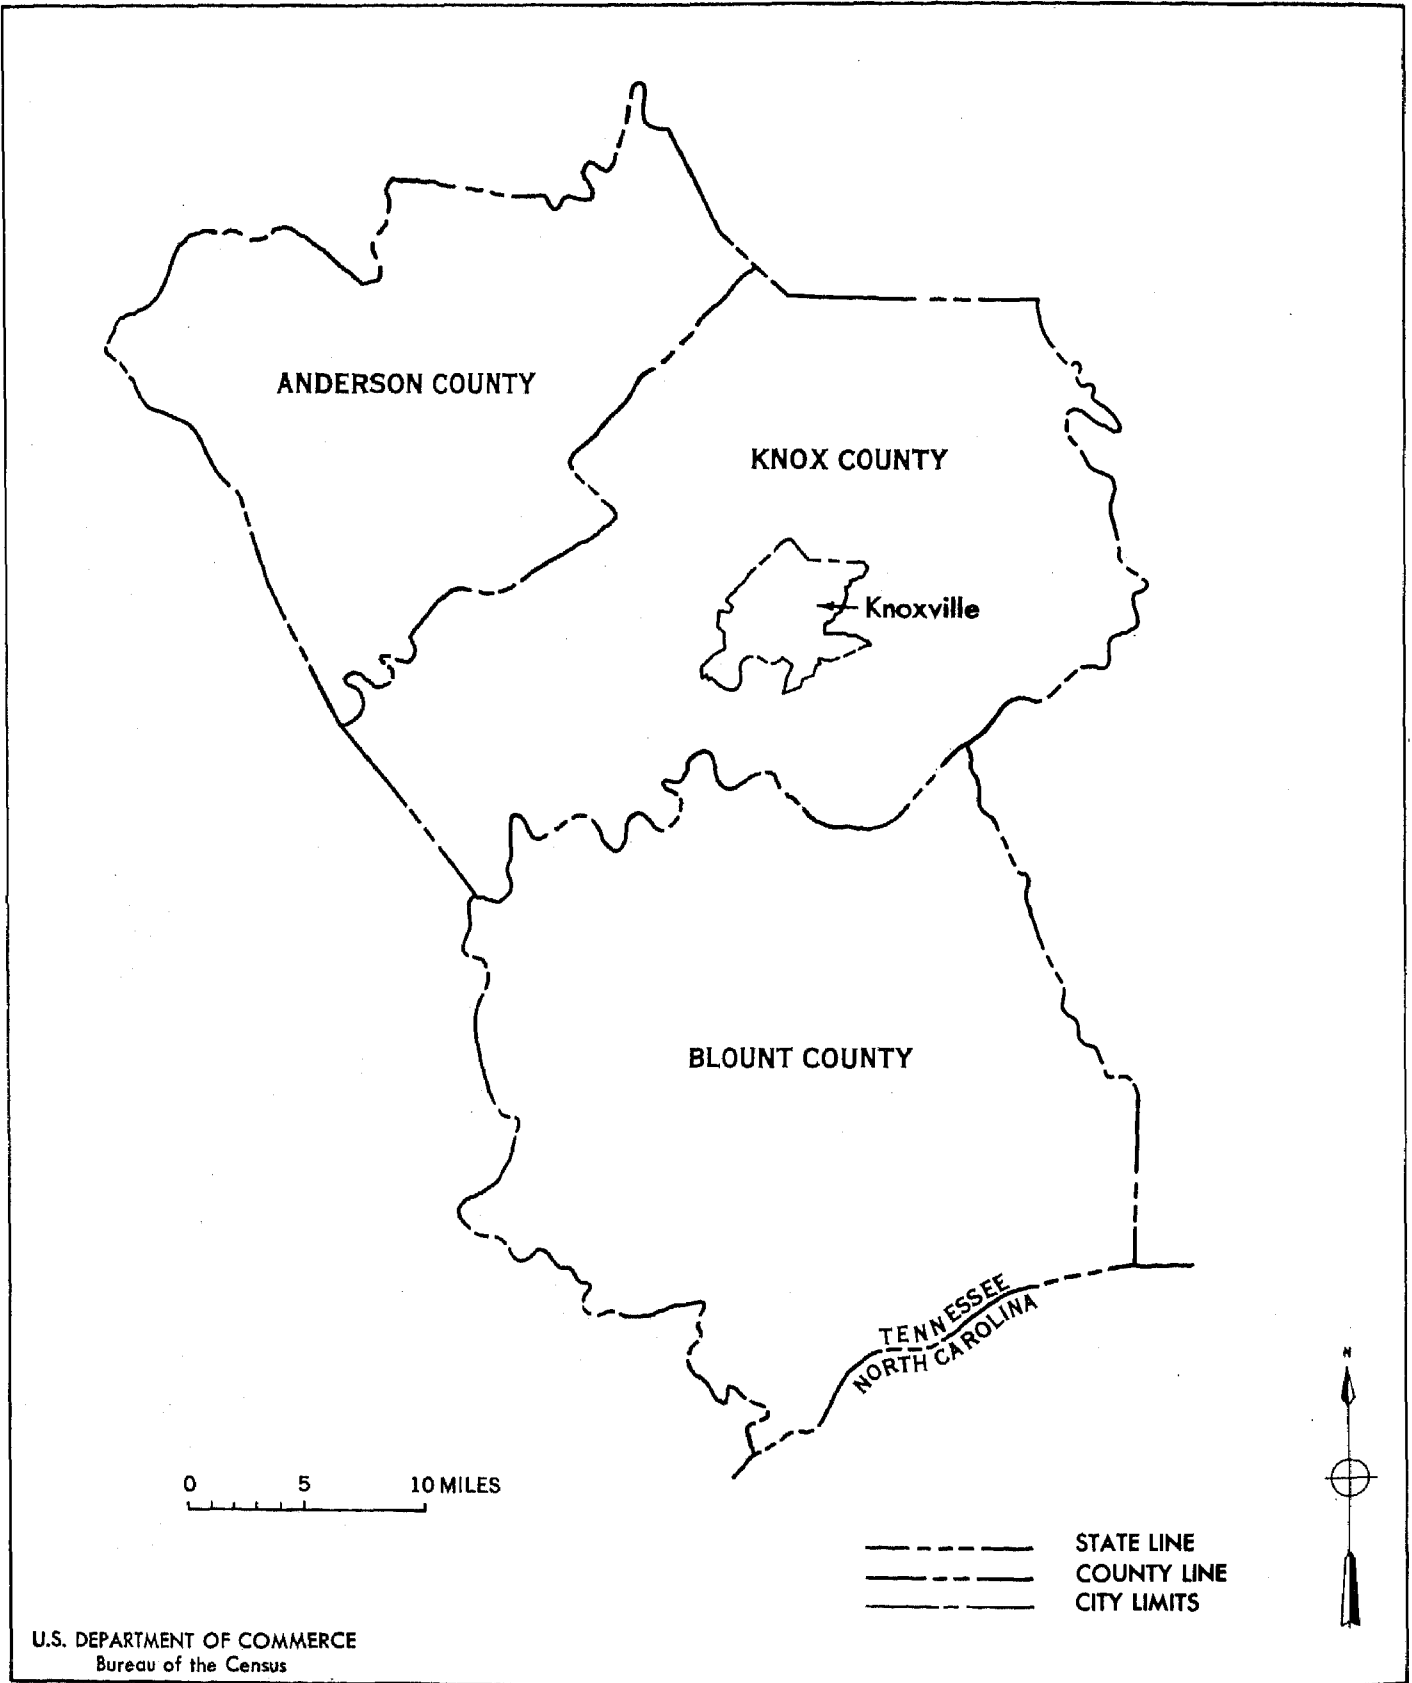 ANDERSON COUNTY
KNOX COUNTY
Knoxville
BLOUNT COUNTY
TENNESSEE
NORTH CAROLINA
N
0 5 10 MILES
STATE LINE
COUNTY LINE
CITY LIMITS
U.S. DEPARTMENT OF COMMERCE
Bureau of the Census